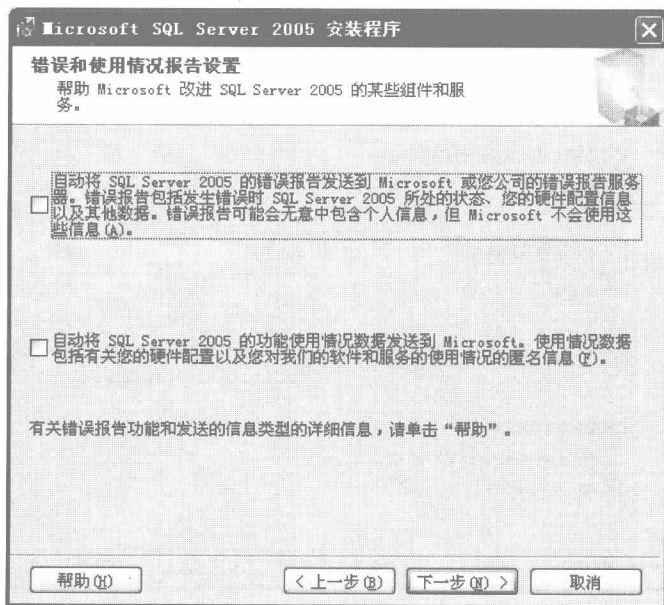 Microsoft SQL Server 2005 安装程序
错误和使用情况报告设置
帮助 Microsoft 改进 SQL Server 2005 的某些组件和服
务。
自动将 SQL Server 2005 的错误报告发送到 Microsoft 或您公司的错误报告服务
器。错误报告包括发生错误时 SQL Server 2005 所处的状态、您的硬件配置信息
以及其他数据。错误报告可能会无意中包含个人信息，但 Microsoft 不会使用这
些信息(A)。
自动将 SQL Server 2005 的功能使用情况数据发送到 Microsoft。使用情况数据
包括有关您的硬件配置以及您对我们的软件和服务的使用情况的匿名信息(F)。
有关错误报告功能和发送的信息类型的详细信息，请单击“帮助”。
帮助(H)
< 上一步(B)
下一步(N) >
取消